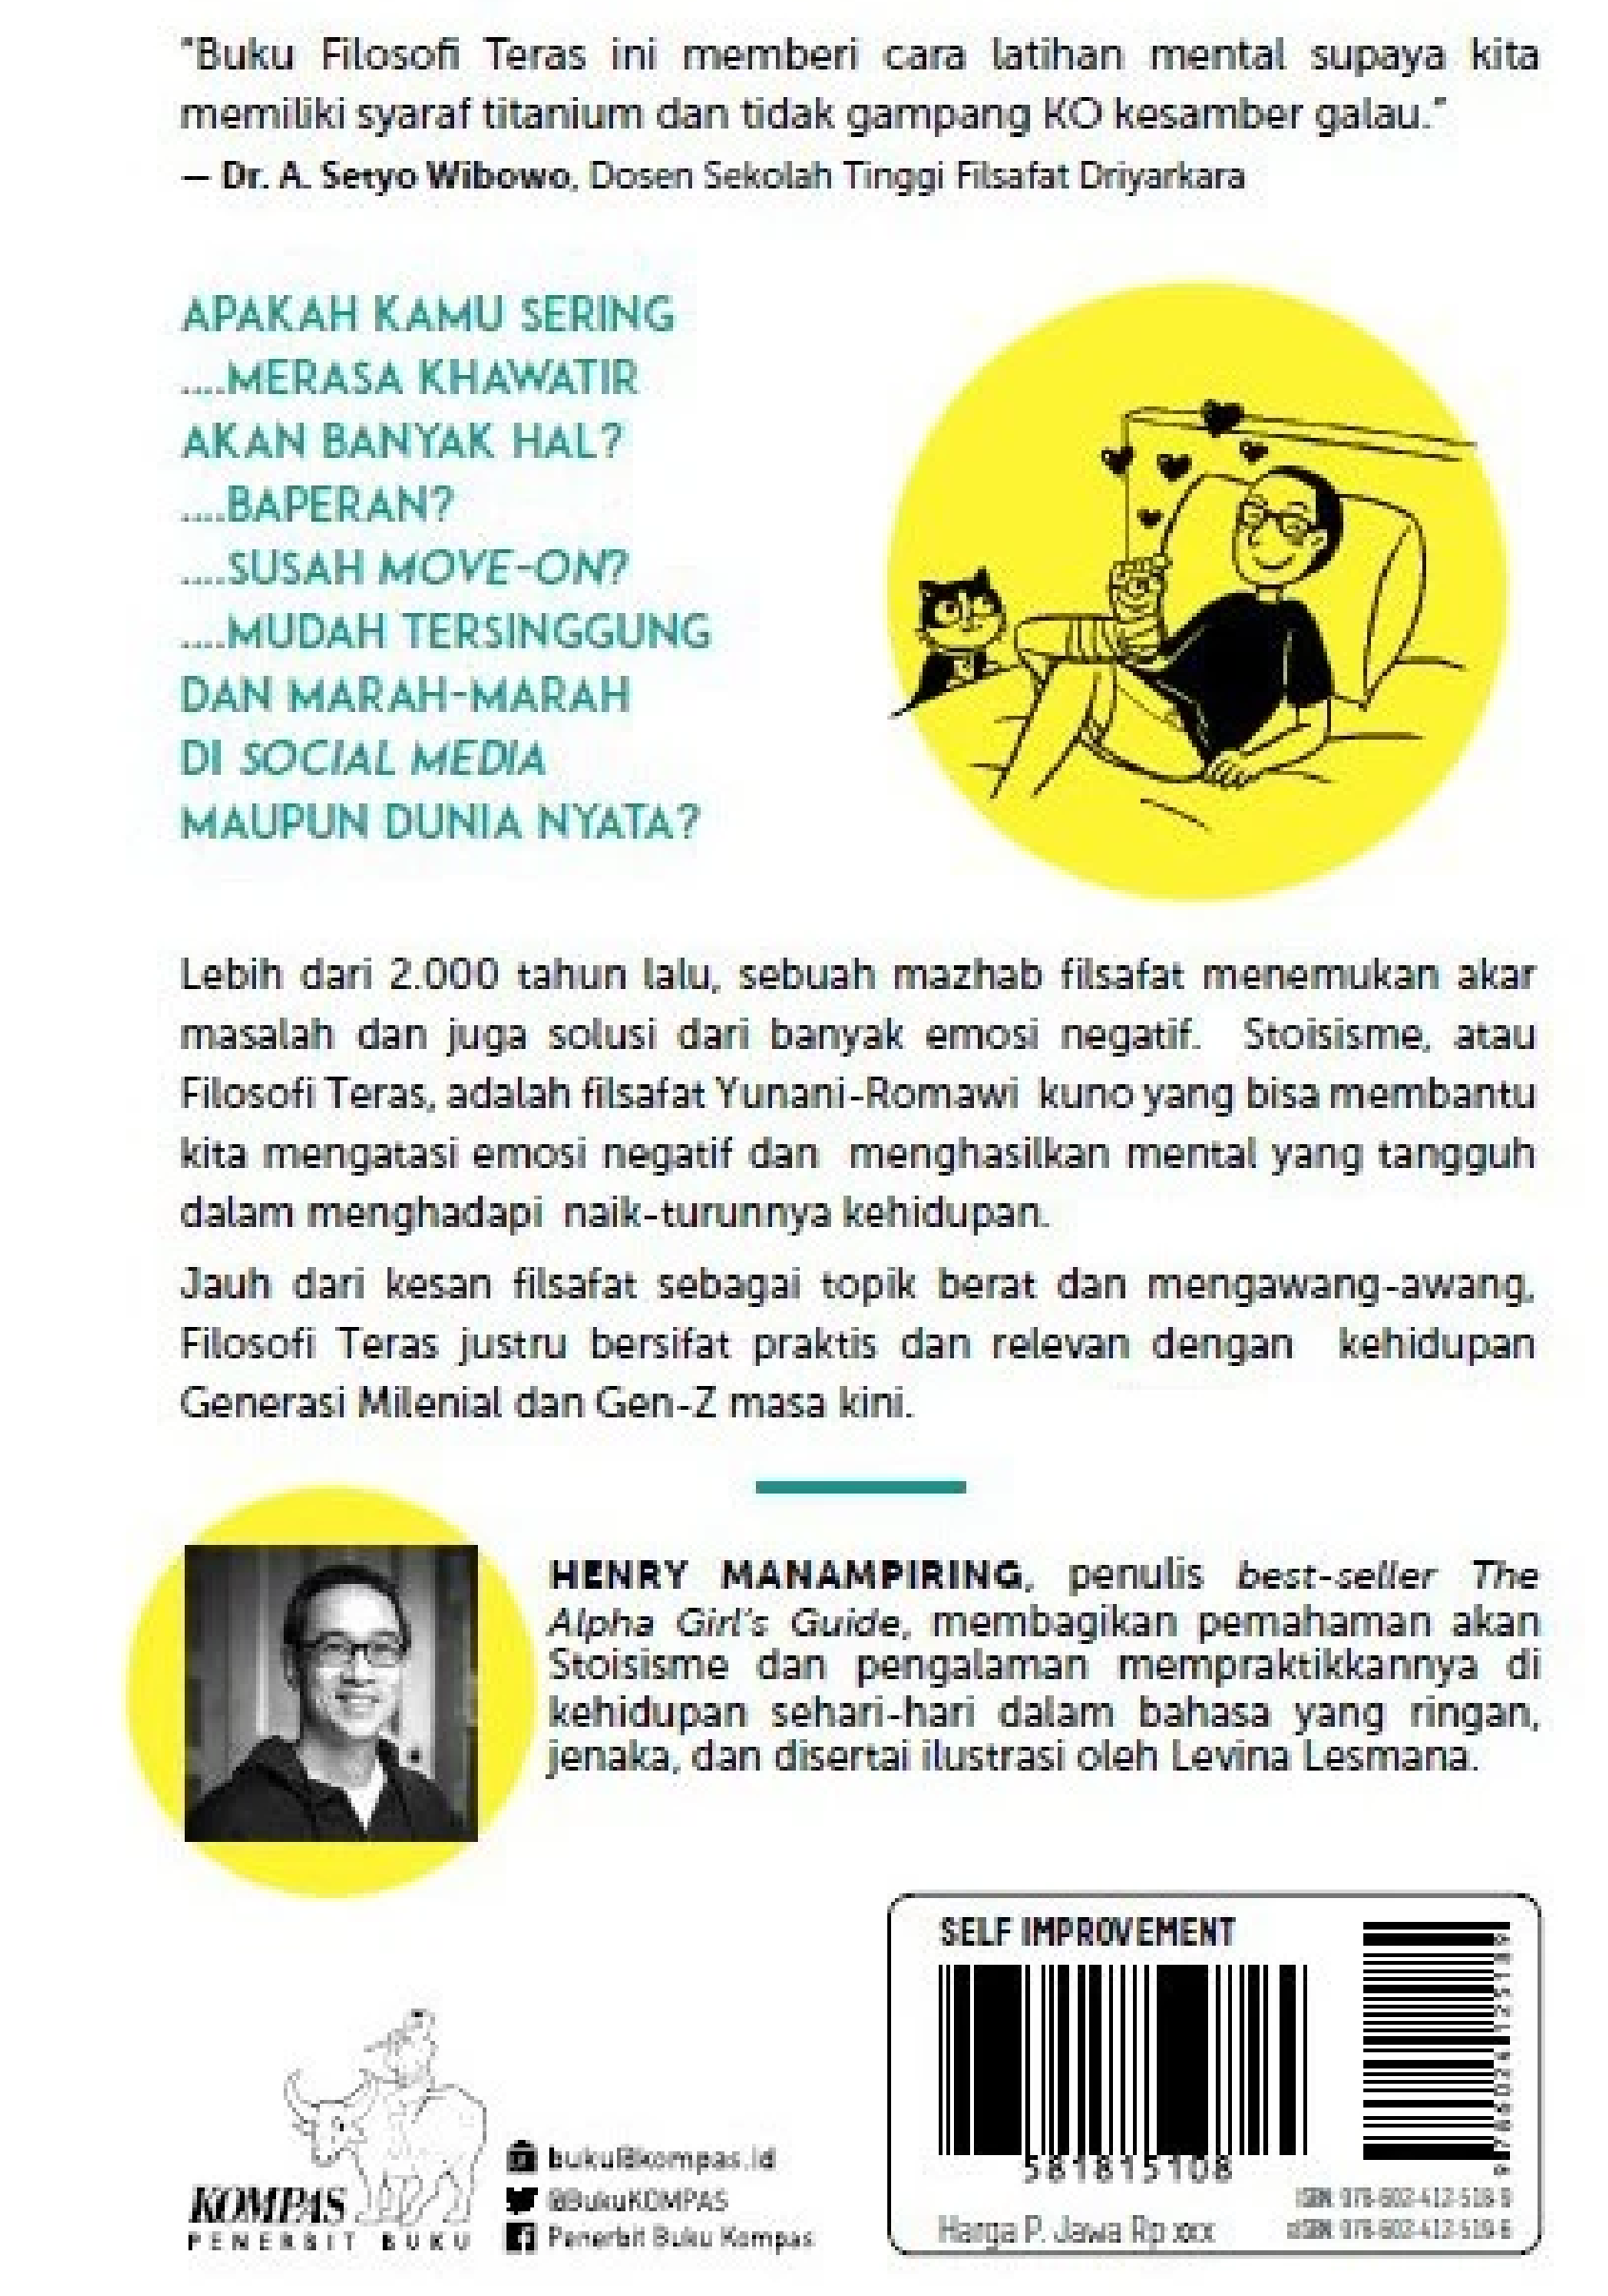 "Buku Filosofi Teras ini memberi cara latihan mental supaya kita
memiliki syaraf titanium dan tidak gampang KO kesamber galau."
— Dr. A. Setyo Wibowo, Dosen Sekolah Tinggi Filsafat Driyarkara
APAKAH KAMU SERING
....MERASA KHAWATIR
AKAN BANYAK HAL?
....BAPERAN?
....SUSAH MOVE-ON?
....MUDAH TERSINGGUNG
DAN MARAH-MARAH
DI SOCIAL MEDIA
MAUPUN DUNIA NYATA?
Lebih dari 2.000 tahun lalu, sebuah mazhab filsafat menemukan akar
masalah dan juga solusi dari banyak emosi negatif. Stoisisme, atau
Filosofi Teras, adalah filsafat Yunani-Romawi kuno yang bisa membantu
kita mengatasi emosi negatif dan menghasilkan mental yang tangguh
dalam menghadapi naik-turunnya kehidupan.
Jauh dari kesan filsafat sebagai topik berat dan mengawang-awang,
Filosofi Teras justru bersifat praktis dan relevan dengan kehidupan
Generasi Milenial dan Gen-Z masa kini.
HENRY MANAMPIRING, penulis best-seller The
Alpha Girl's Guide, membagikan pemahaman akan
Stoisisme dan pengalaman mempraktikkannya di
kehidupan sehari-hari dalam bahasa yang ringan,
jenaka, dan disertai ilustrasi oleh Levina Lesmana.
KOMPAS
PENERBIT BUKU
buku@kompas.id
@BukuKOMPAS
Penerbit Buku Kompas
SELF IMPROVEMENT
581815108
Harga P. Jawa Rp xxx
9786024125189
ISBN 978-602-412-518-9
eISBN 978-602-412-519-6